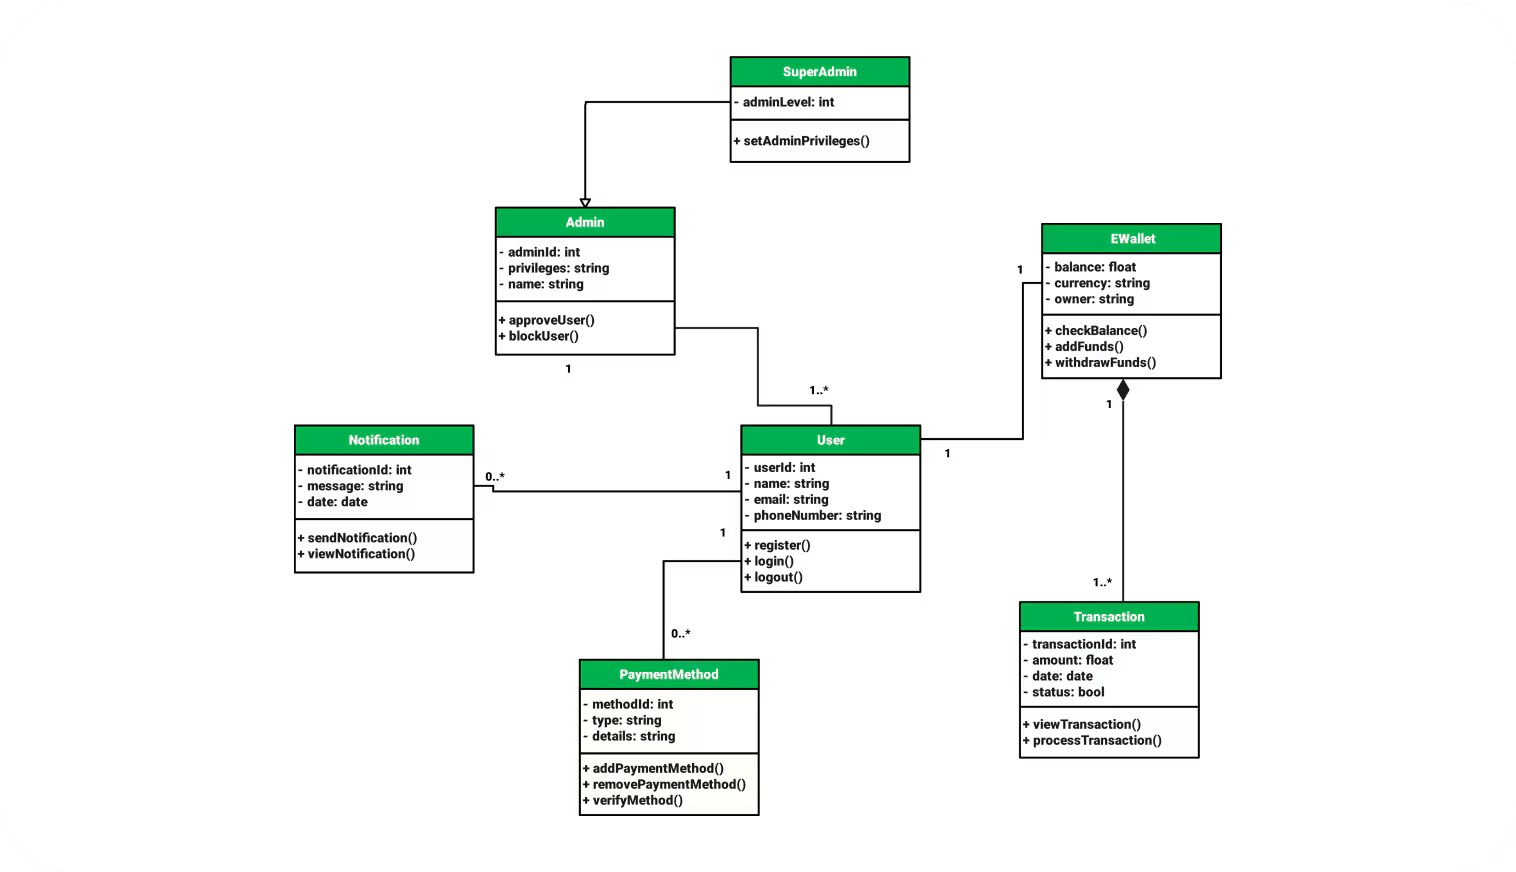 SuperAdmin
- adminLevel: int
+ setAdminPrivileges()
Admin
- adminId: int
- privileges: string
- name: string
+ approveUser()
+ blockUser()
1
1..*
EWallet
- balance: float
- currency: string
- owner: string
+ checkBalance()
+ addFunds()
+ withdrawFunds()
1
1
1
Notification
- notificationId: int
- message: string
- date: date
+ sendNotification()
+ viewNotification()
0..*
1
User
- userId: int
- name: string
- email: string
- phoneNumber: string
+ register()
+ login()
+ logout()
1
0..*
PaymentMethod
- methodId: int
- type: string
- details: string
+ addPaymentMethod()
+ removePaymentMethod()
+ verifyMethod()
1..*
Transaction
- transactionId: int
- amount: float
- date: date
- status: bool
+ viewTransaction()
+ processTransaction()